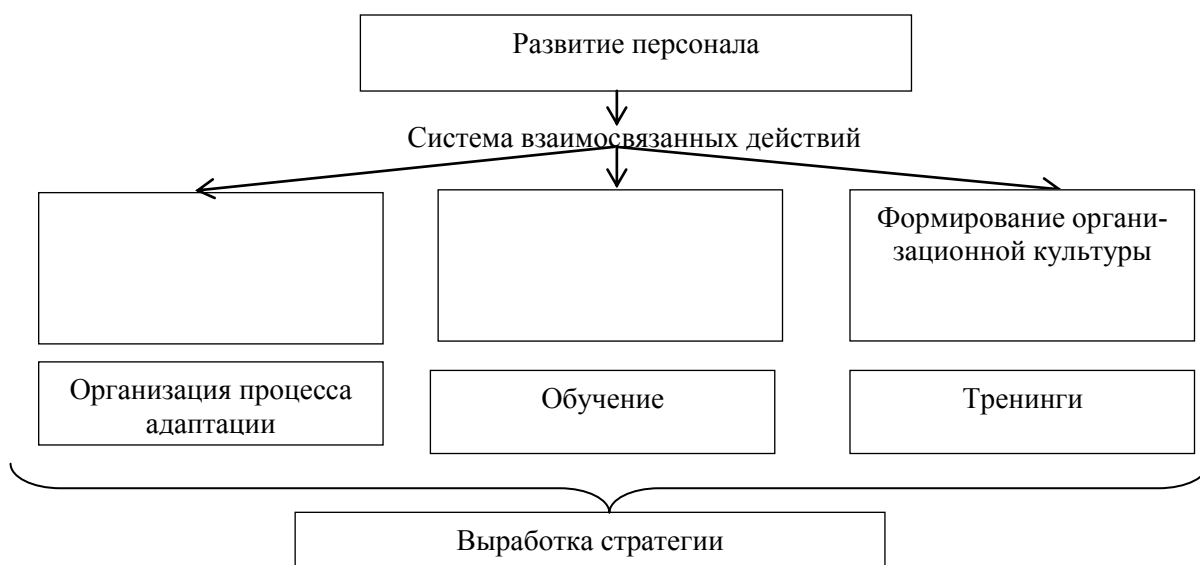 Развитие персонала
Система взаимосвязанных действий
Формирование органи-
зационной культуры
Организация процесса
адаптации
Обучение
Тренинги
Выработка стратегии